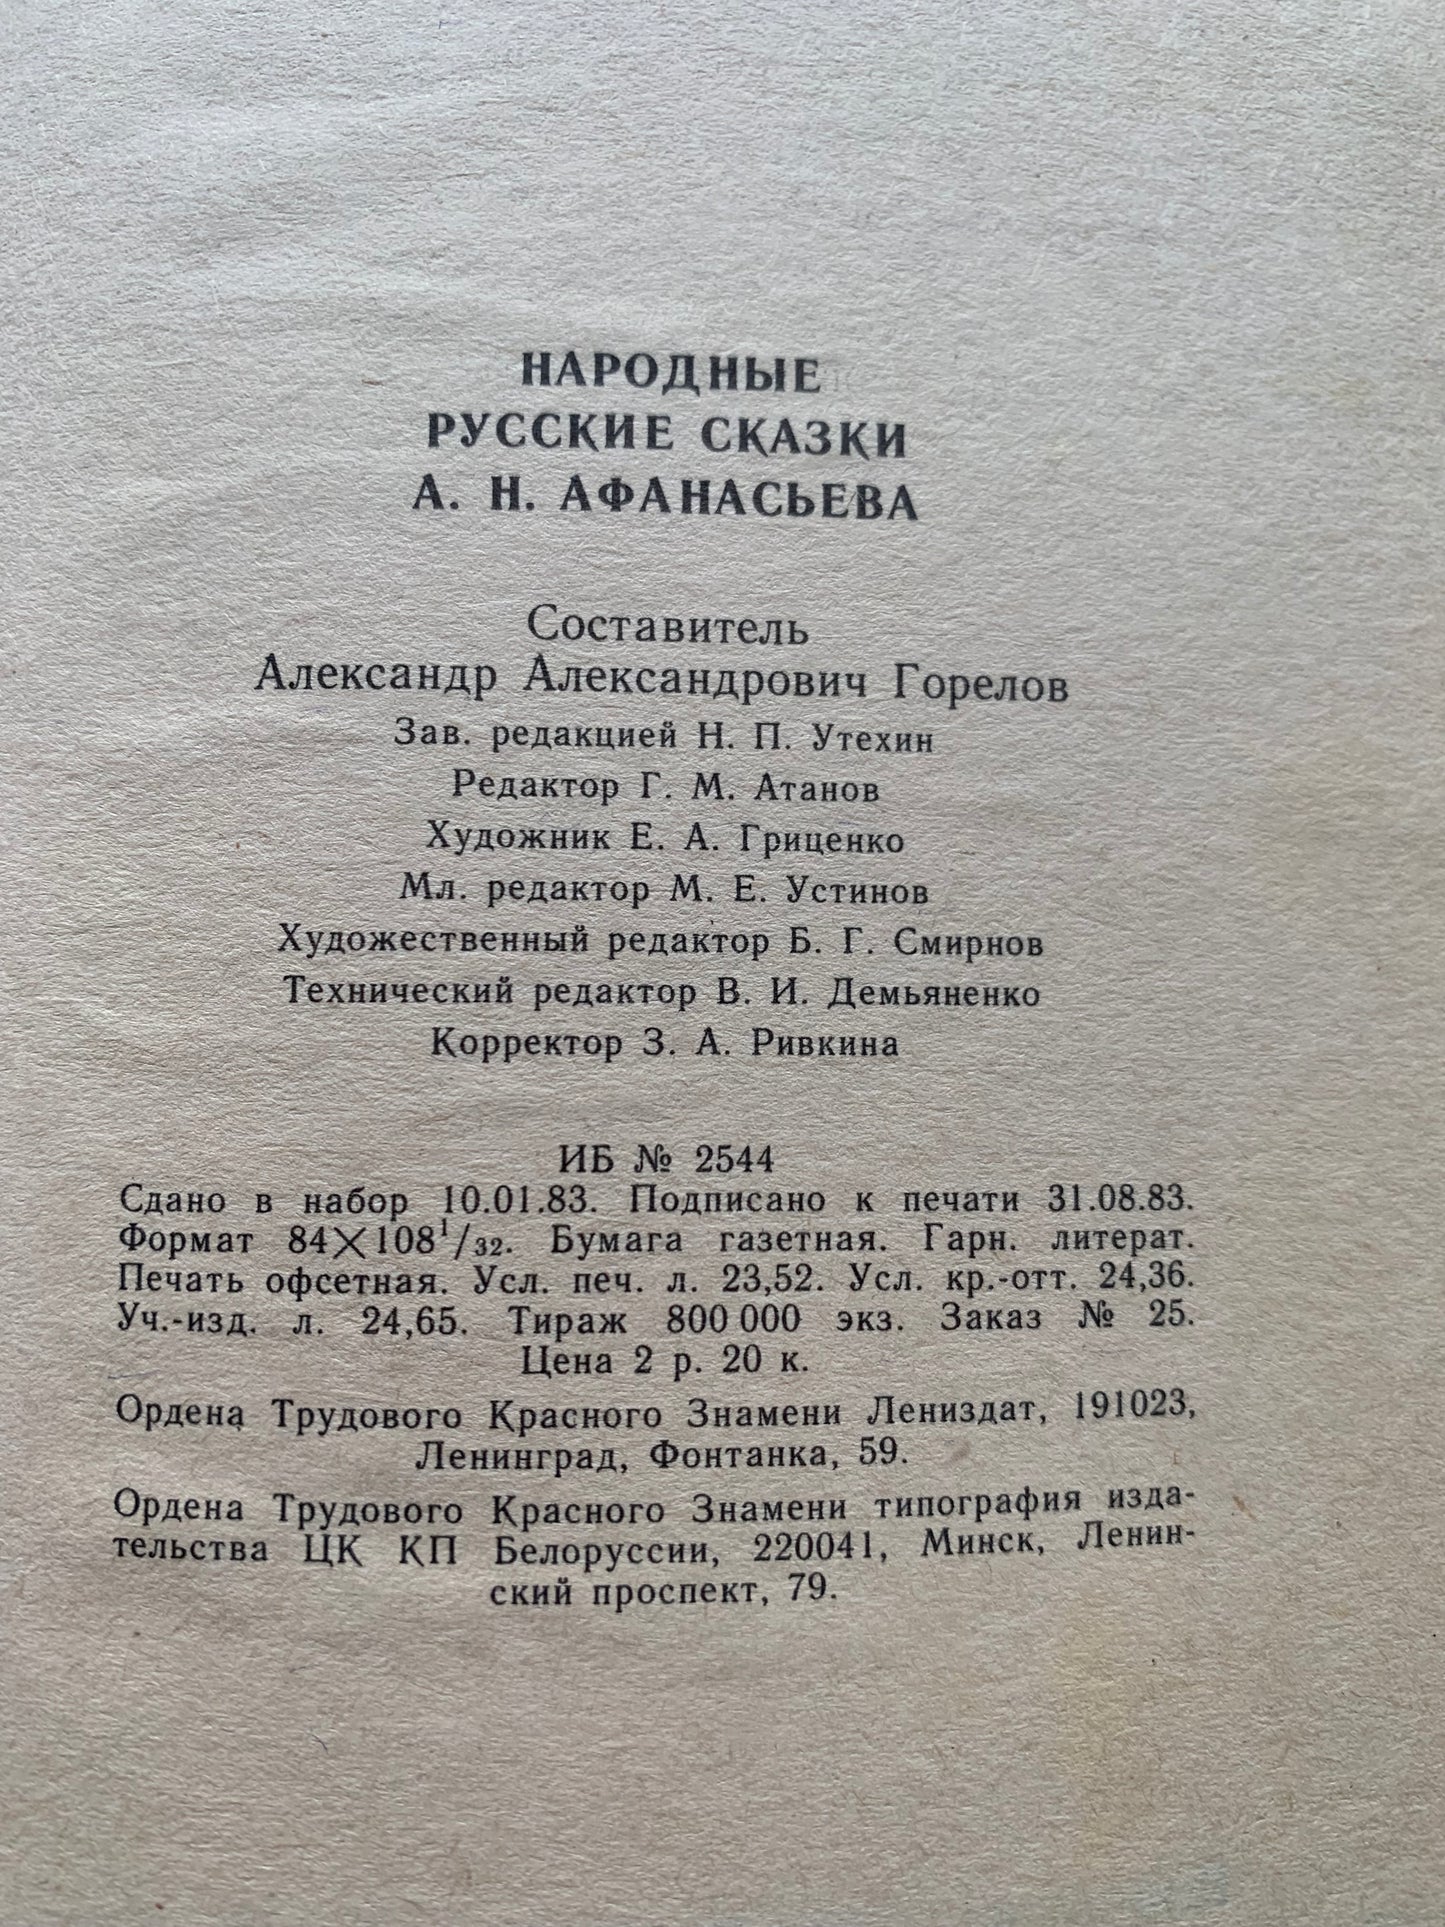 НАРОДНЫЕ
РУССКИЕ СКАЗКИ
А. Н. АФАНАСЬЕВА
Составитель
Александр Александрович Горелов
Зав. редакцией Н. П. Утехин
Редактор Г. М. Атанов
Художник Е. А. Гриценко
Мл. редактор М. Е. Устинов
Художественный редактор Б. Г. Смирнов
Технический редактор В. И. Демьяненко
Корректор З. А. Ривкина
ИБ № 2544
Сдано в набор 10.01.83. Подписано к печати 31.08.83.
Формат 84×108¹/₃₂. Бумага газетная. Гарн. литерат.
Печать офсетная. Усл. печ. л. 23,52. Усл. кр.-отт. 24,36.
Уч.-изд. л. 24,65. Тираж 800 000 экз. Заказ № 25.
Цена 2 р. 20 к.
Ордена Трудового Красного Знамени Лениздат, 191023,
Ленинград, Фонтанка, 59.
Ордена Трудового Красного Знамени типография изда-
тельства ЦК КП Белоруссии, 220041, Минск, Ленин-
ский проспект, 79.